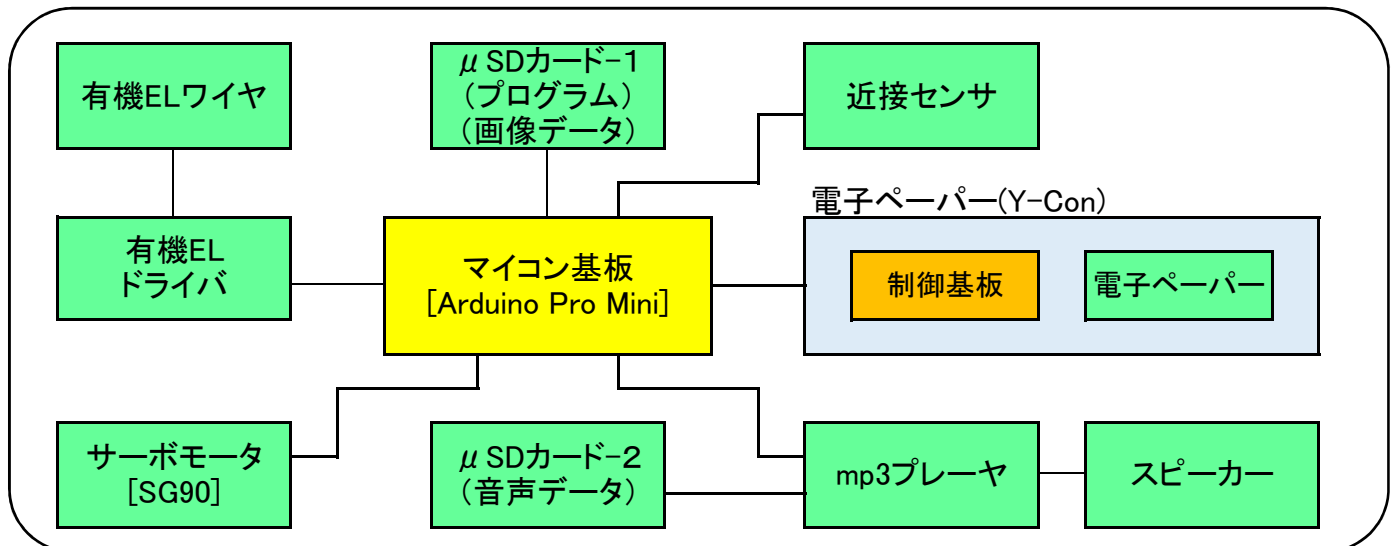 有機ELワイヤ
μSDカード-1
(プログラム)
(画像データ)
近接センサ
電子ペーパー(Y-Con)
有機EL
ドライバ
マイコン基板
[Arduino Pro Mini]
制御基板
電子ペーパー
サーボモータ
[SG90]
μSDカード-2
(音声データ)
mp3プレーヤ
スピーカー